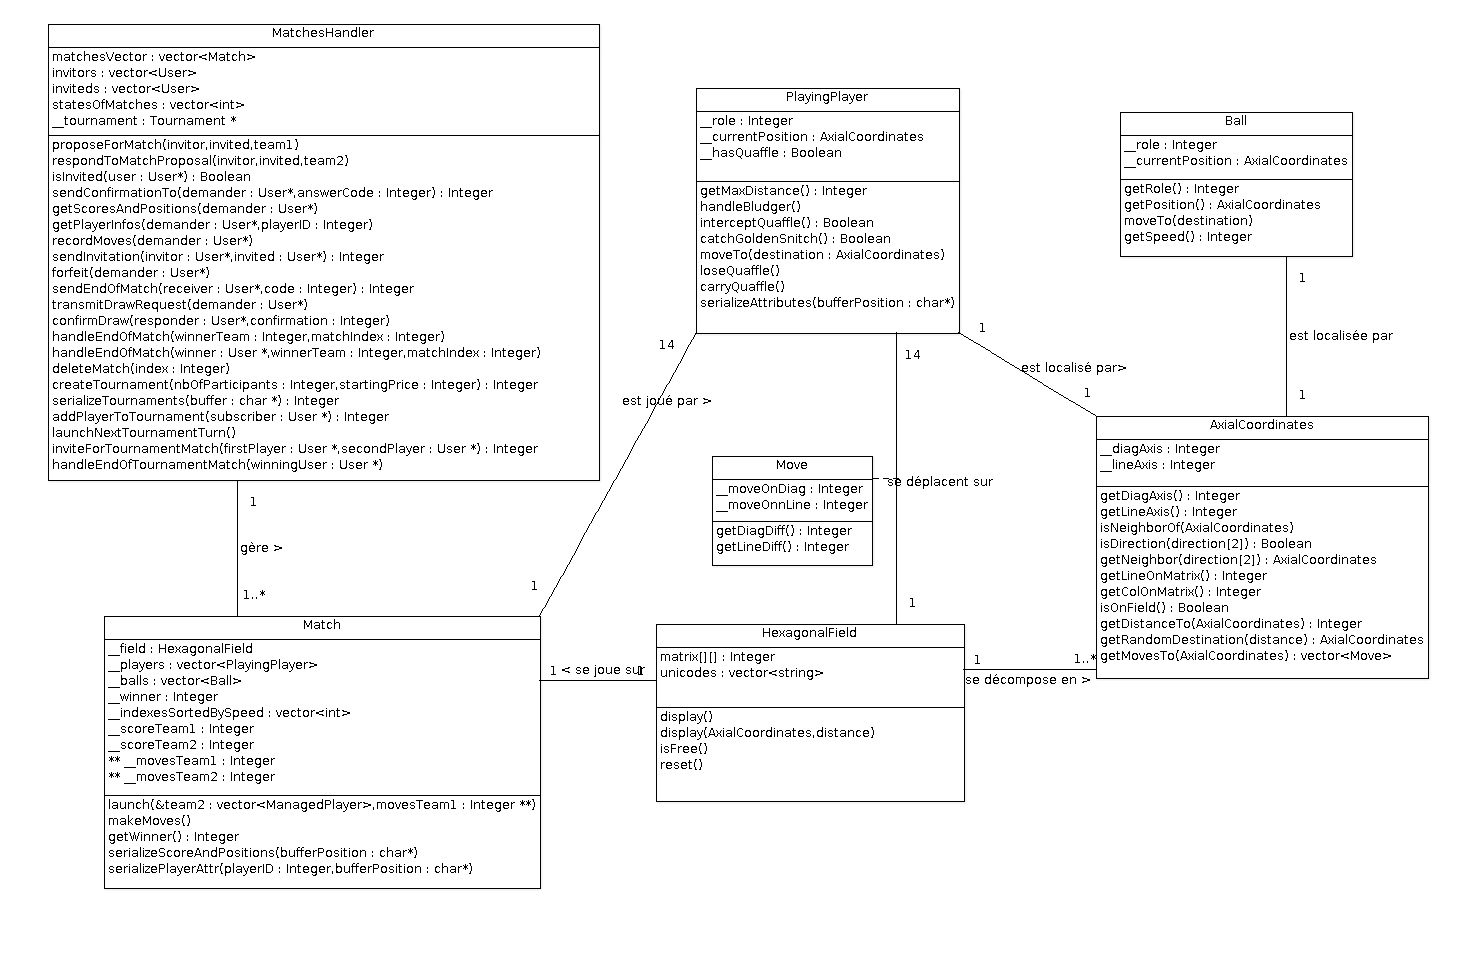 MatchesHandler
matchesVector : vector<Match>
invitors : vector<User>
inviteds : vector<User>
statesOfMatches : vector<int>
__tournament : Tournament *
proposeForMatch(invitor,invited,team1)
respondToMatchProposal(invitor,invited,team2)
isInvited(user : User*) : Boolean
sendConfirmationTo(demander : User*,answerCode : Integer) : Integer
getScoresAndPositions(demander : User*)
getPlayerInfos(demander : User*,playerID : Integer)
recordMoves(demander : User*)
sendInvitation(invitor : User*,invited : User*) : Integer
forfeit(demander : User*)
sendEndOfMatch(receiver : User*,code : Integer) : Integer
transmitDrawRequest(demander : User*)
confirmDraw(responder : User*,confirmation : Integer)
handleEndOfMatch(winnerTeam : Integer,matchIndex : Integer)
handleEndOfMatch(winner : User *,winnerTeam : Integer,matchIndex : Integer)
deleteMatch(index : Integer)
createTournament(nbOfParticipants : Integer,startingPrice : Integer) : Integer
serializeTournaments(buffer : char *) : Integer
addPlayerToTournament(subscriber : User *) : Integer
launchNextTournamentTurn()
inviteForTournamentMatch(firstPlayer : User *,secondPlayer : User *) : Integer
handleEndOfTournamentMatch(winningUser : User *)
PlayingPlayer
__role : Integer
__currentPosition : AxialCoordinates
__hasQuaffle : Boolean
getMaxDistance() : Integer
handleBludger()
interceptQuaffle() : Boolean
catchGoldenSnitch() : Boolean
moveTo(destination : AxialCoordinates)
loseQuaffle()
carryQuaffle()
serializeAttributes(bufferPosition : char*)
Ball
__role : Integer
__currentPosition : AxialCoordinates
getRole() : Integer
getPosition() : AxialCoordinates
moveTo(destination)
getSpeed() : Integer
1
est localisée par
1
14
est joué par >
1
14
se déplacent sur
1
1
est localisé par>
1
Move
__moveOnDiag : Integer
__moveOnnLine : Integer
getDiagDiff() : Integer
getLineDiff() : Integer
AxialCoordinates
__diagAxis : Integer
__lineAxis : Integer
getDiagAxis() : Integer
getLineAxis() : Integer
isNeighborOf(AxialCoordinates)
isDirection(direction[2]) : Boolean
getNeighbor(direction[2]) : AxialCoordinates
getLineOnMatrix() : Integer
getColOnMatrix() : Integer
isOnField() : Boolean
getDistanceTo(AxialCoordinates) : Integer
getRandomDestination(distance) : AxialCoordinates
getMovesTo(AxialCoordinates) : vector<Move>
1
gère >
1..*
Match
__field : HexagonalField
__players : vector<PlayingPlayer>
__balls : vector<Ball>
__winner : Integer
__indexesSortedBySpeed : vector<int>
__scoreTeam1 : Integer
__scoreTeam2 : Integer
** __movesTeam1 : Integer
** __movesTeam2 : Integer
launch(&team2 : vector<ManagedPlayer>,movesTeam1 : Integer **)
makeMoves()
getWinner() : Integer
serializeScoreAndPositions(bufferPosition : char*)
serializePlayerAttr(playerID : Integer,bufferPosition : char*)
1 < se joue sur 1
HexagonalField
matrix[][] : Integer
unicodes : vector<string>
display()
display(AxialCoordinates,distance)
isFree()
reset()
1 1..*
se décompose en >